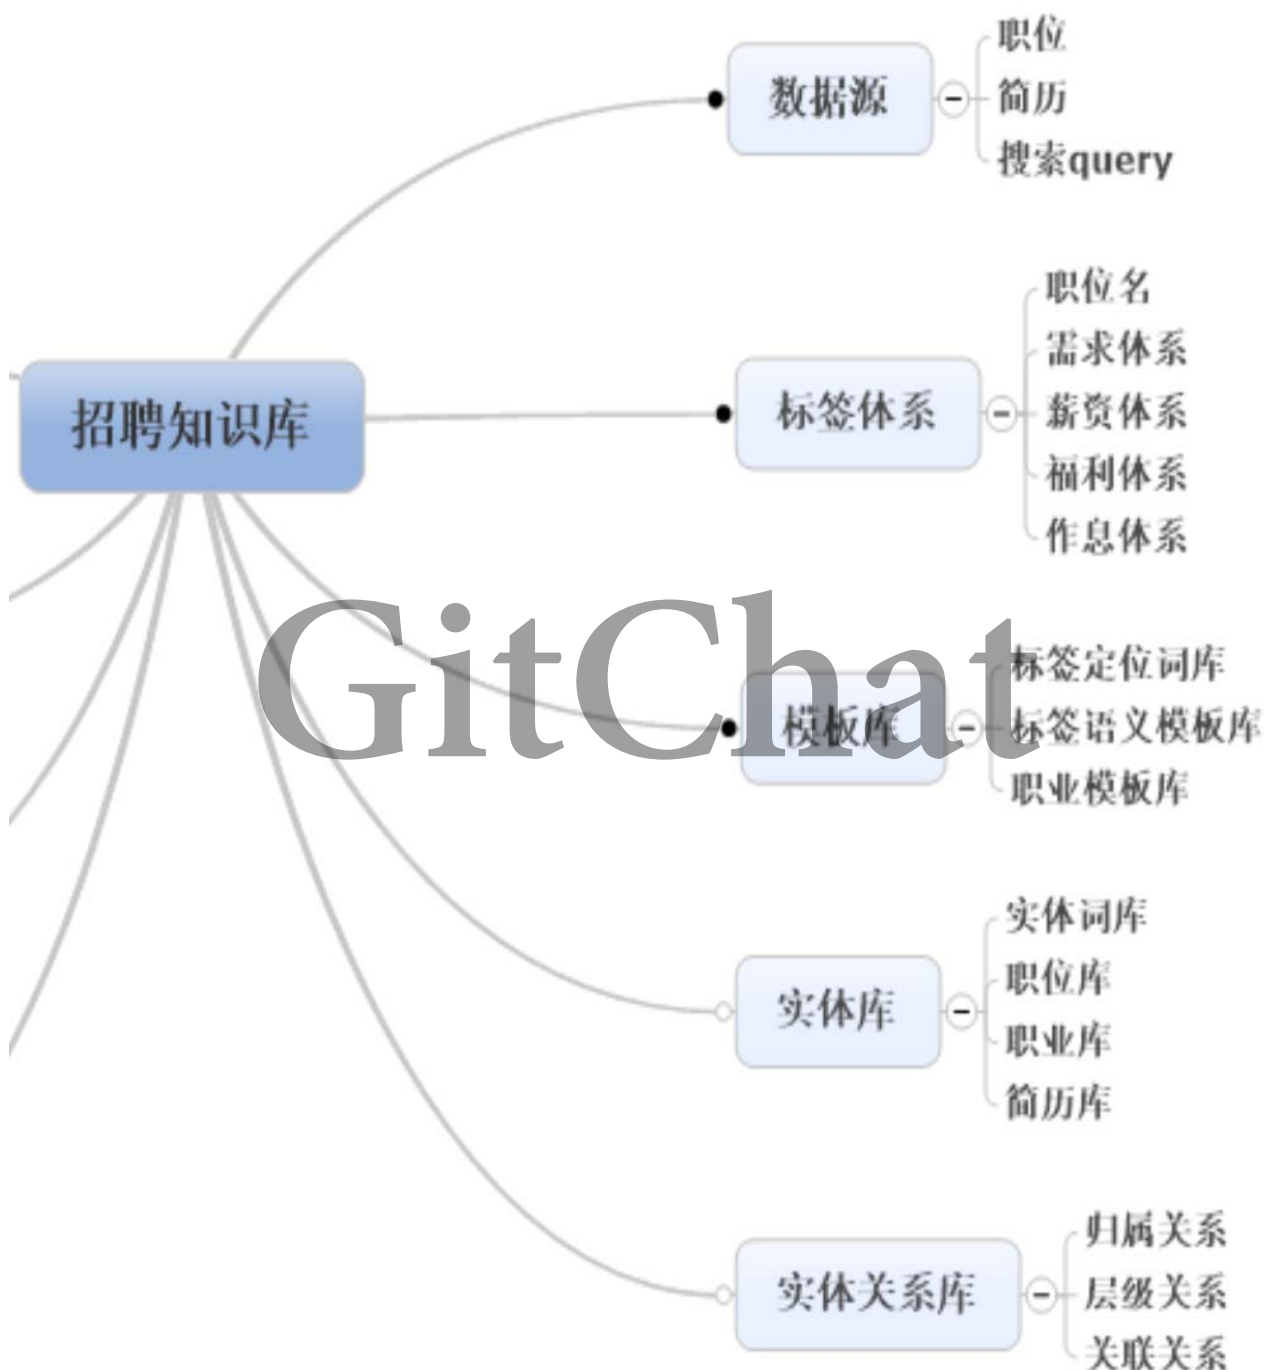 职位
数据源
简历
搜索query
职位名
需求体系
招聘知识库
标签体系
薪资体系
福利体系
作息体系
GitChat
标签定位词库
模板库
标签语义模板库
职业模板库
实体词库
职位库
实体库
职业库
简历库
归属关系
实体关系库
层级关系
关联关系